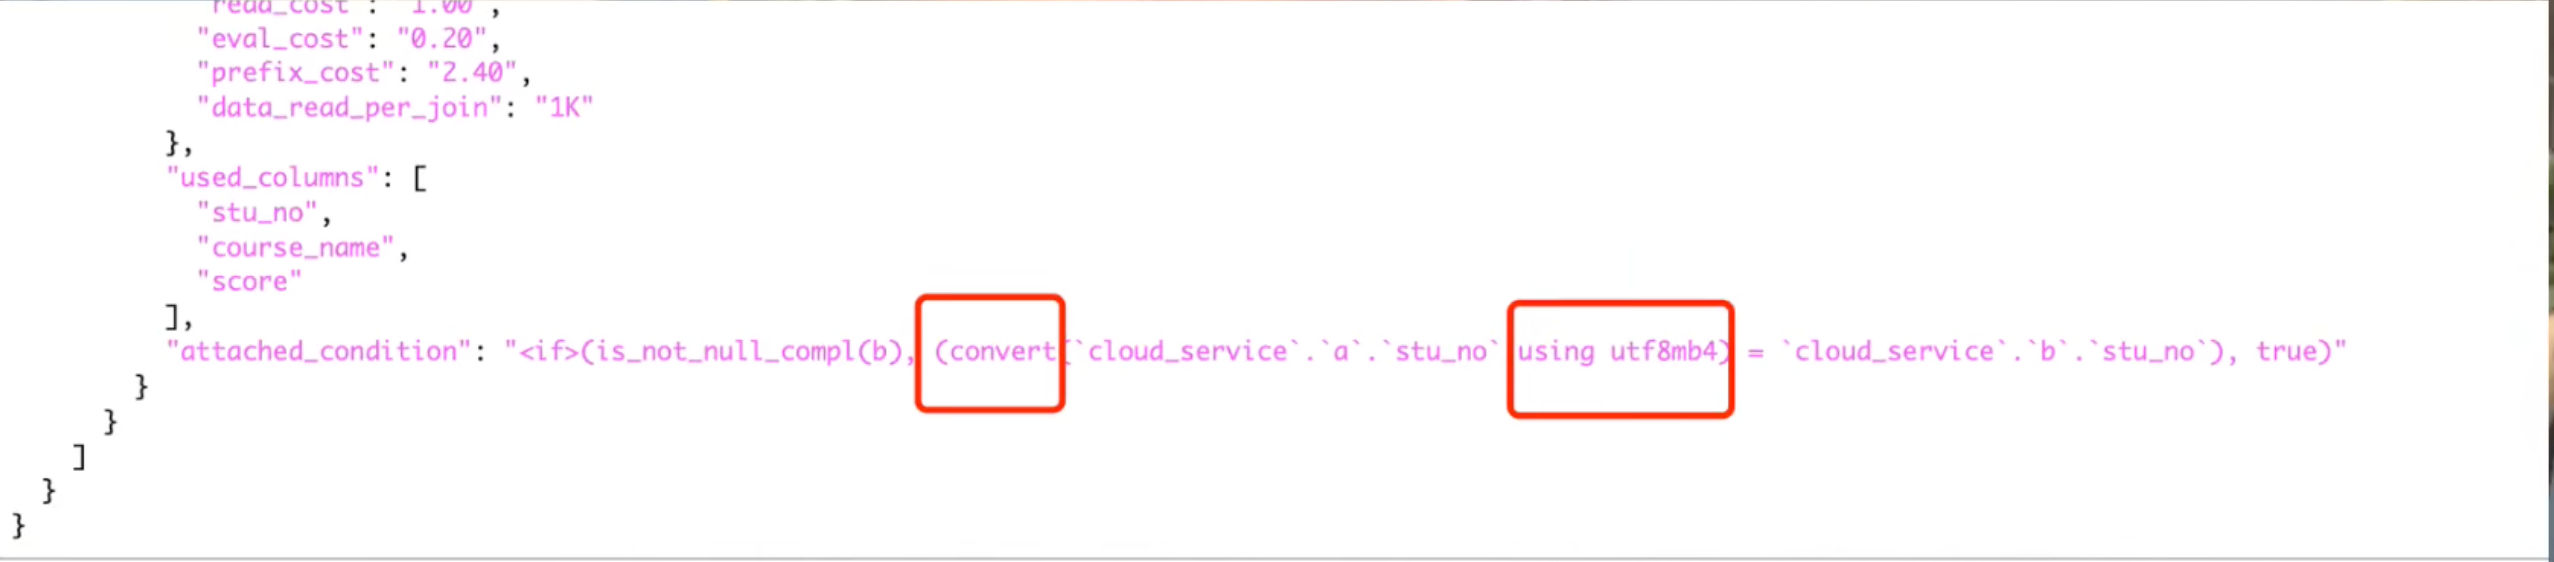 "read_cost": "1.00",
"eval_cost": "0.20",
"prefix_cost": "2.40",
"data_read_per_join": "1K"
},
"used_columns": [
"stu_no",
"course_name",
"score"
],
"attached_condition": "<if>(is_not_null_compl(b), (convert(`cloud_service`.`a`.`stu_no` using utf8mb4) = `cloud_service`.`b`.`stu_no`), true)"
}
}
]
}
}